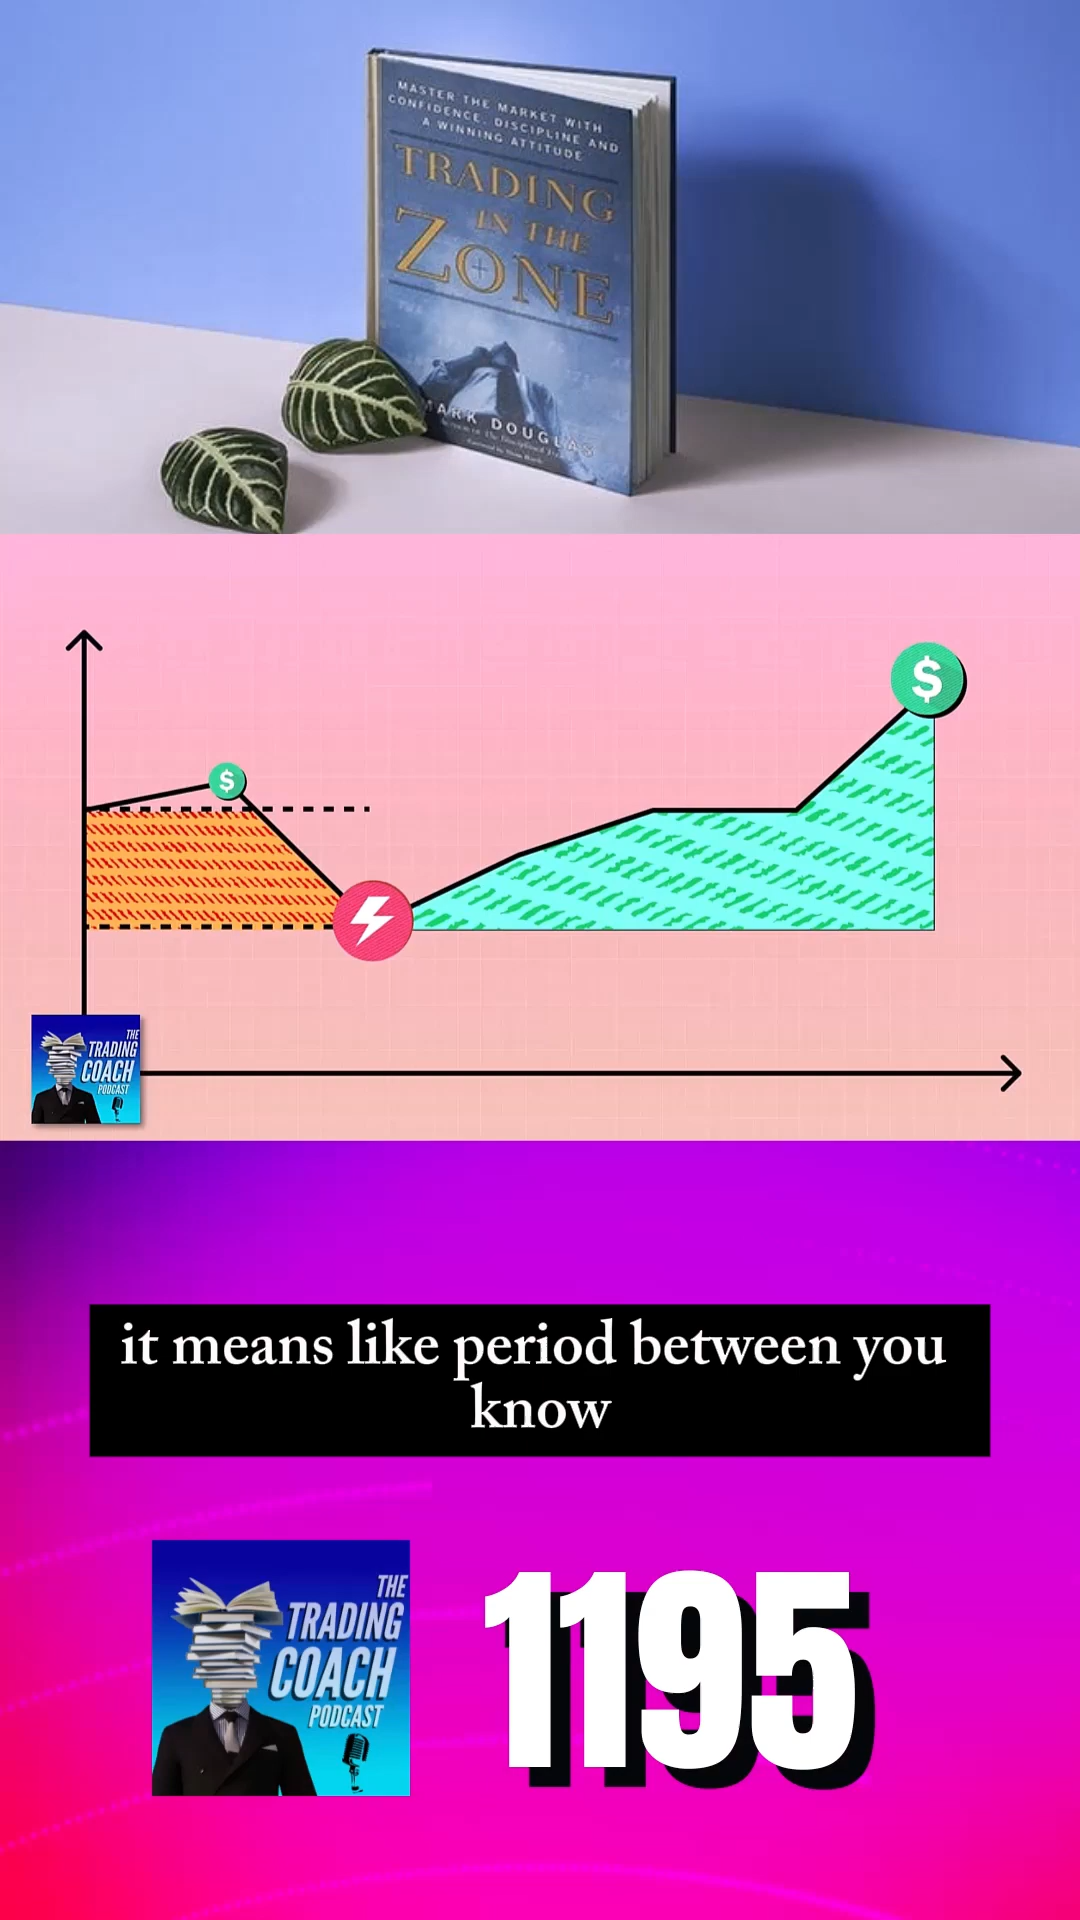 MASTER THE MARKET WITH
CONFIDENCE, DISCIPLINE AND
A WINNING ATTITUDE
TRADING
IN THE
ZONE
MARK DOUGLAS
$
$
THE
TRADING
COACH
PODCAST
it means like period between you
know
THE
TRADING
COACH
PODCAST
1195